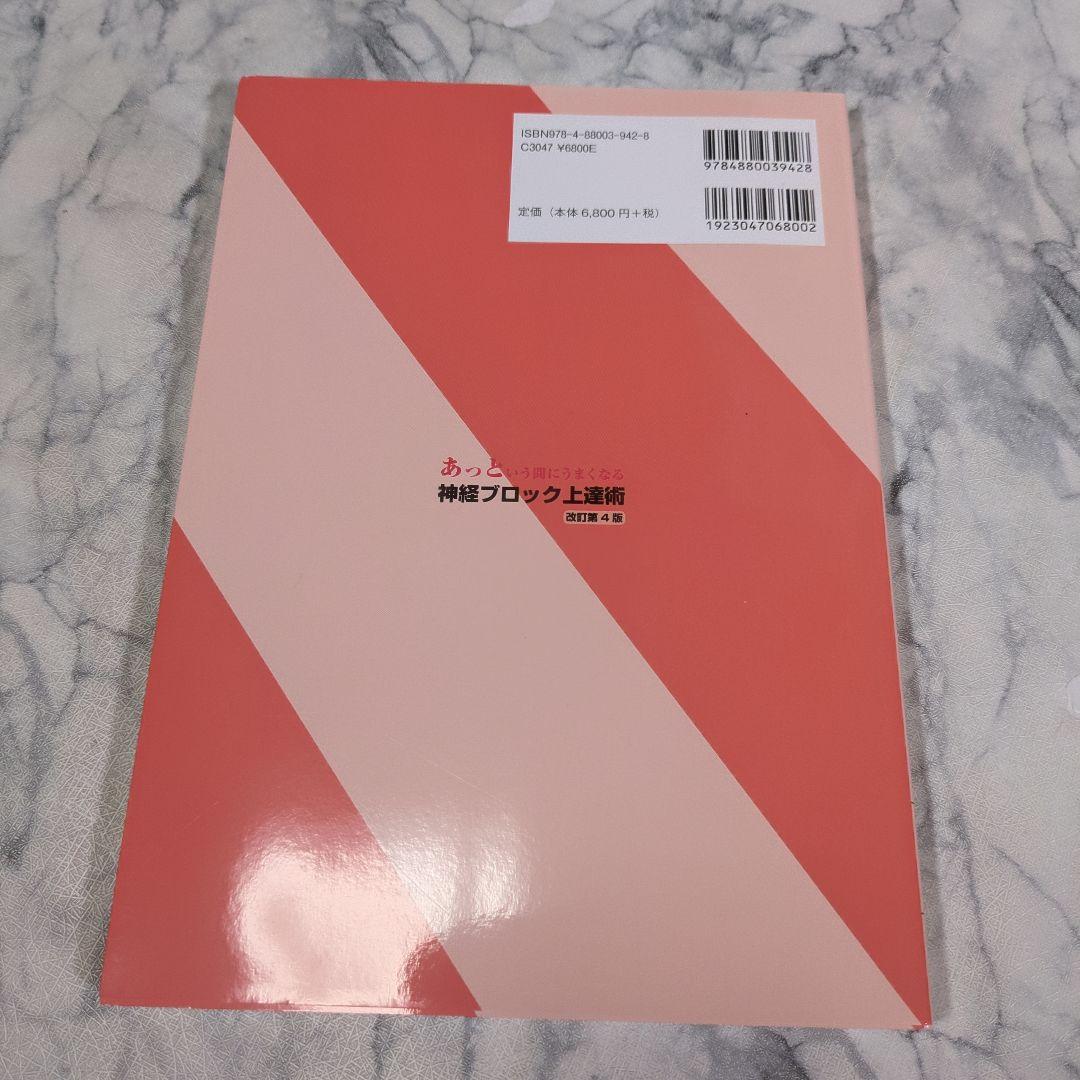 ISBN978-4-88003-942-8
C3047 ¥6800E
9784880039428
定価（本体 6,800 円＋税）
1923047068002
あっという間にうまくなる
神経ブロック上達術
改訂第 4 版